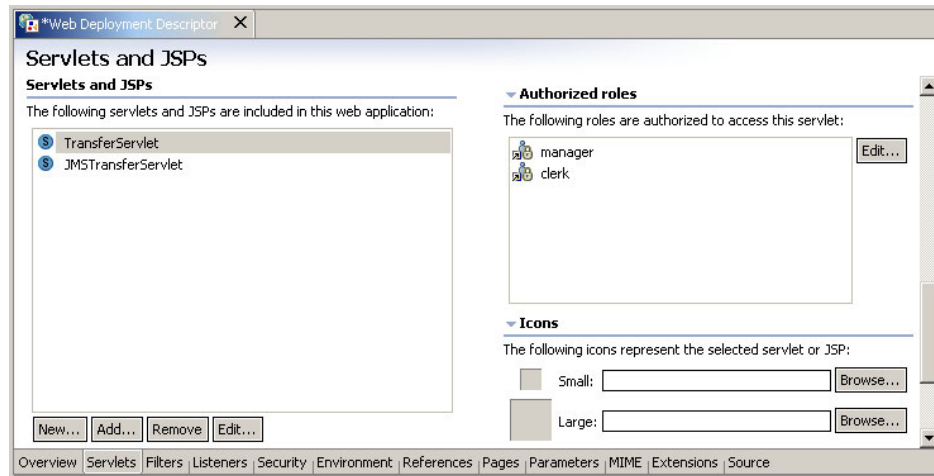 *Web Deployment Descriptor
Servlets and JSPs
Servlets and JSPs
The following servlets and JSPs are included in this web application:
TransferServlet
JMSTransferServlet
New...
Add...
Remove
Edit...
Authorized roles
The following roles are authorized to access this servlet:
manager
clerk
Edit...
Icons
The following icons represent the selected servlet or JSP:
Small:
Browse...
Large:
Browse...
Overview Servlets Filters Listeners Security Environment References Pages Parameters MIME Extensions Source